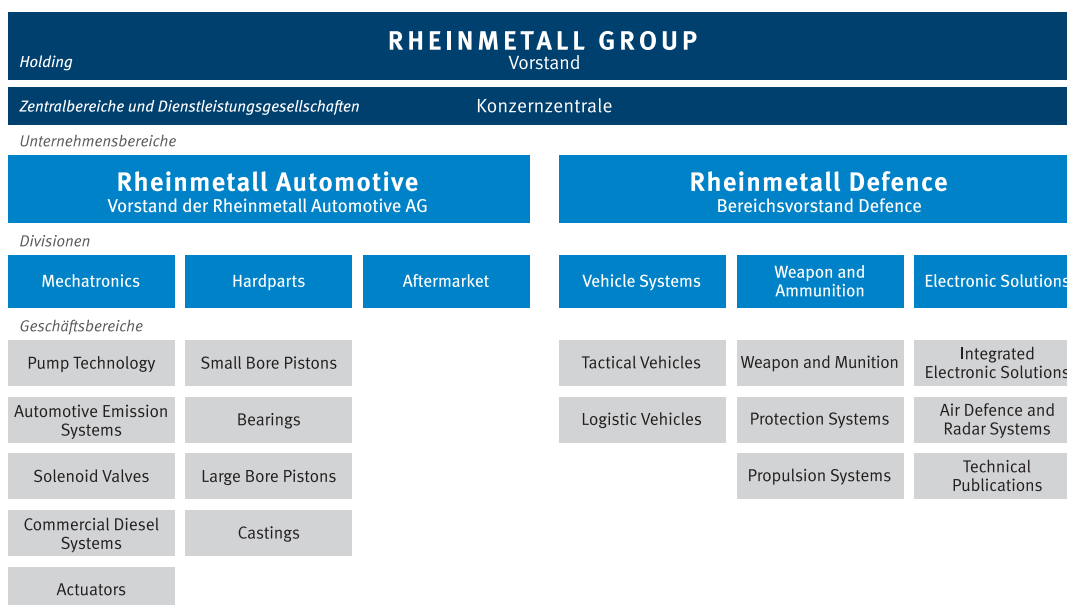 RHEINMETALL GROUP
Holding
Vorstand
Zentralbereiche und Dienstleistungsgesellschaften
Konzernzentrale
Unternehmensbereiche
Rheinmetall Automotive
Vorstand der Rheinmetall Automotive AG
Rheinmetall Defence
Bereichsvorstand Defence
Divisionen
Mechatronics
Hardparts
Aftermarket
Vehicle Systems
Weapon and
Ammunition
Electronic Solutions
Geschäftsbereiche
Pump Technology
Small Bore Pistons
Tactical Vehicles
Weapon and Munition
Integrated
Electronic Solutions
Automotive Emission
Systems
Bearings
Logistic Vehicles
Protection Systems
Air Defence and
Radar Systems
Solenoid Valves
Large Bore Pistons
Propulsion Systems
Technical
Publications
Commercial Diesel
Systems
Castings
Actuators